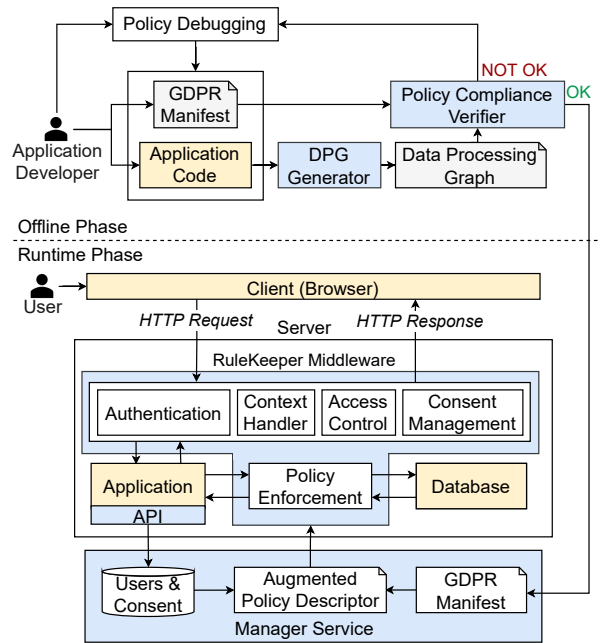 Policy Debugging
NOT OK
OK
GDPR
Manifest
Policy Compliance
Verifier
Application
Developer
Application
Code
DPG
Generator
Data Processing
Graph
Offline Phase
Runtime Phase
User
Client (Browser)
HTTP Request
HTTP Response
Server
RuleKeeper Middleware
Authentication
Context
Handler
Access
Control
Consent
Management
Application
API
Policy
Enforcement
Database
Users &
Consent
Augmented
Policy Descriptor
GDPR
Manifest
Manager Service